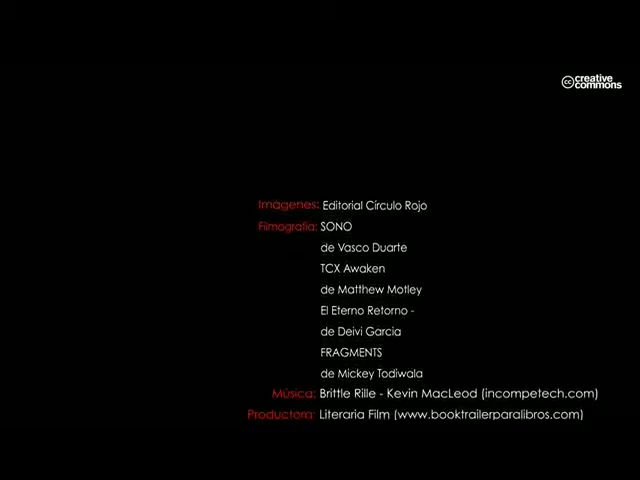 creative
commons
Imágenes: Editorial Círculo Rojo
Filmografía: SONO
de Vasco Duarte
TCX Awaken
de Matthew Motley
El Eterno Retorno -
de Deivi Garcia
FRAGMENTS
de Mickey Todiwala
Música: Brittle Rille - Kevin MacLeod (incompetech.com)
Productora: Literaria Film (www.booktrailerparalibros.com)